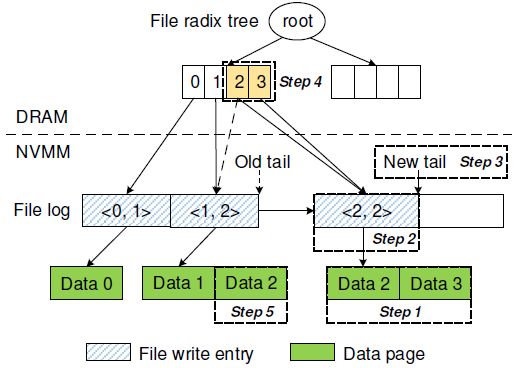 File radix tree
root
0 1 2 3
Step 4
DRAM
NVMM
Old tail
New tail Step 3
File log
<0, 1>
<1, 2>
<2, 2>
Step 2
Data 0
Data 1
Data 2
Data 2
Data 3
Step 5
Step 1
File write entry
Data page